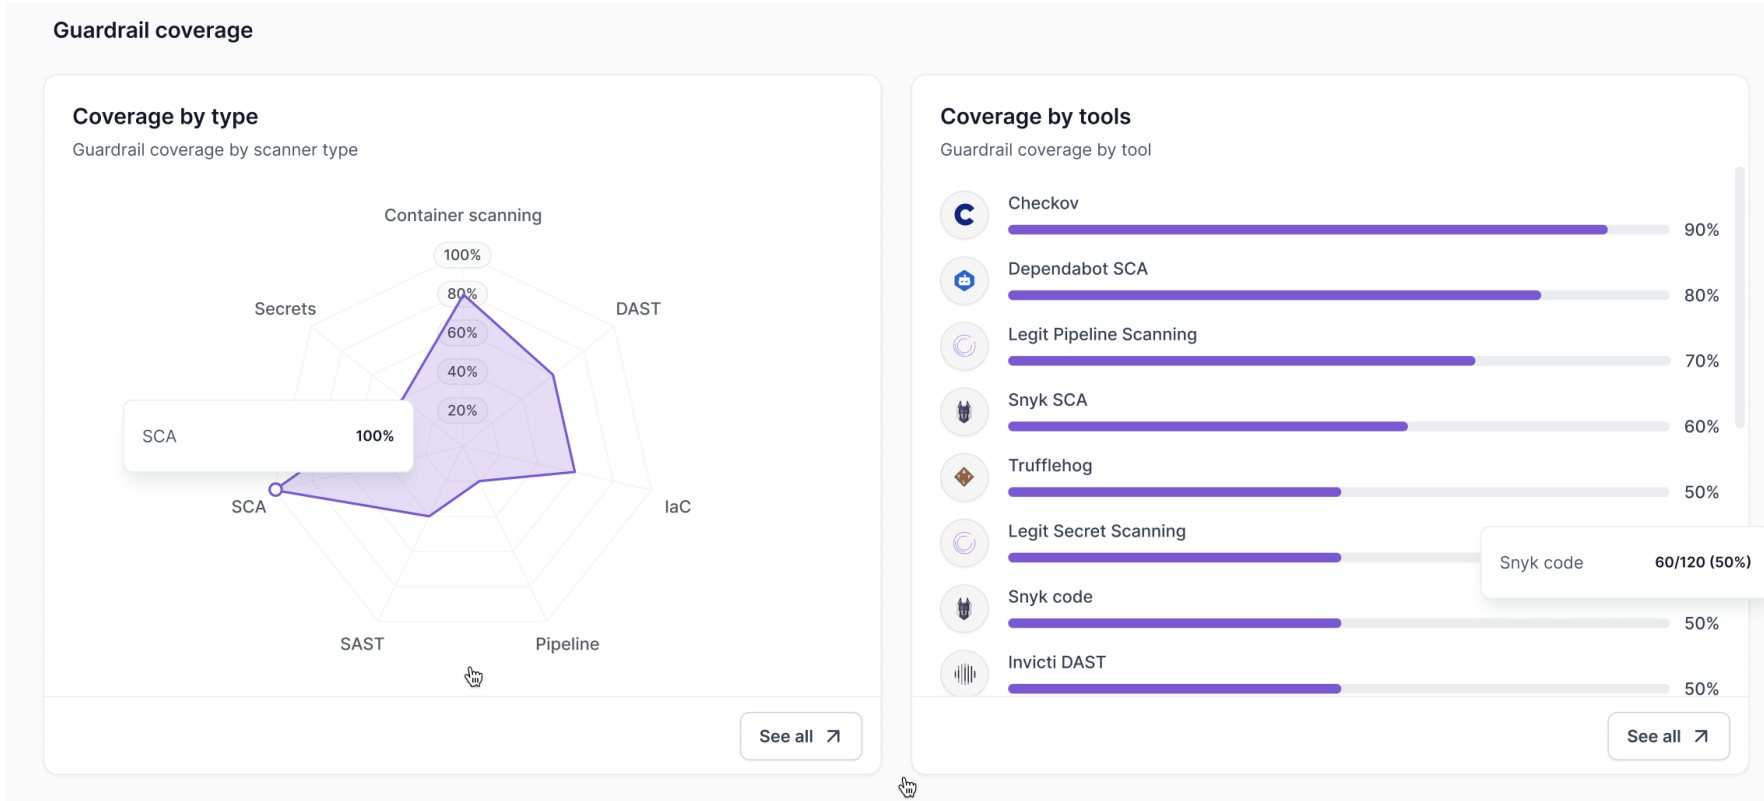 Guardrail coverage
Coverage by type
Guardrail coverage by scanner type
Container scanning
100%
80%
60%
40%
20%
Secrets
DAST
SCA
100%
SCA
IaC
SAST
Pipeline
See all
Coverage by tools
Guardrail coverage by tool
Checkov
90%
Dependabot SCA
80%
Legit Pipeline Scanning
70%
Snyk SCA
60%
Trufflehog
50%
Legit Secret Scanning
Snyk code
60/120 (50%)
Snyk code
50%
Invicti DAST
50%
See all